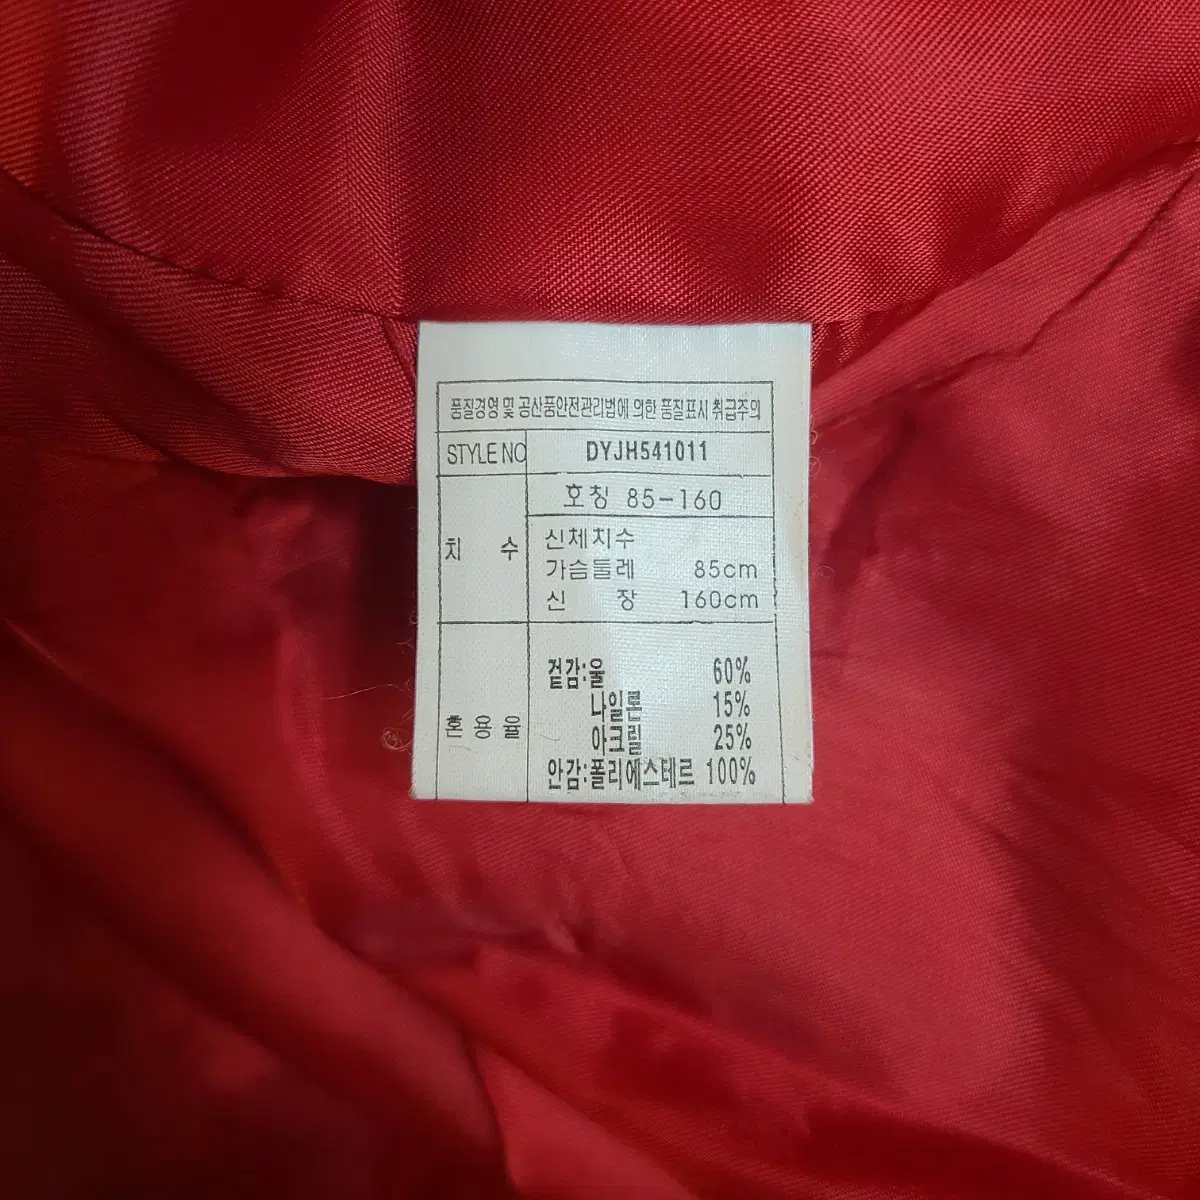 품질경영 및 공산품안전관리법에 의한 품질표시 취급주의
STYLE NO DYJH541011
호칭 85-160
치 수
신체치수
가슴둘레 85cm
신 장 160cm
혼 용 율
겉감:울 60%
나일론 15%
아크릴 25%
안감:폴리에스테르 100%